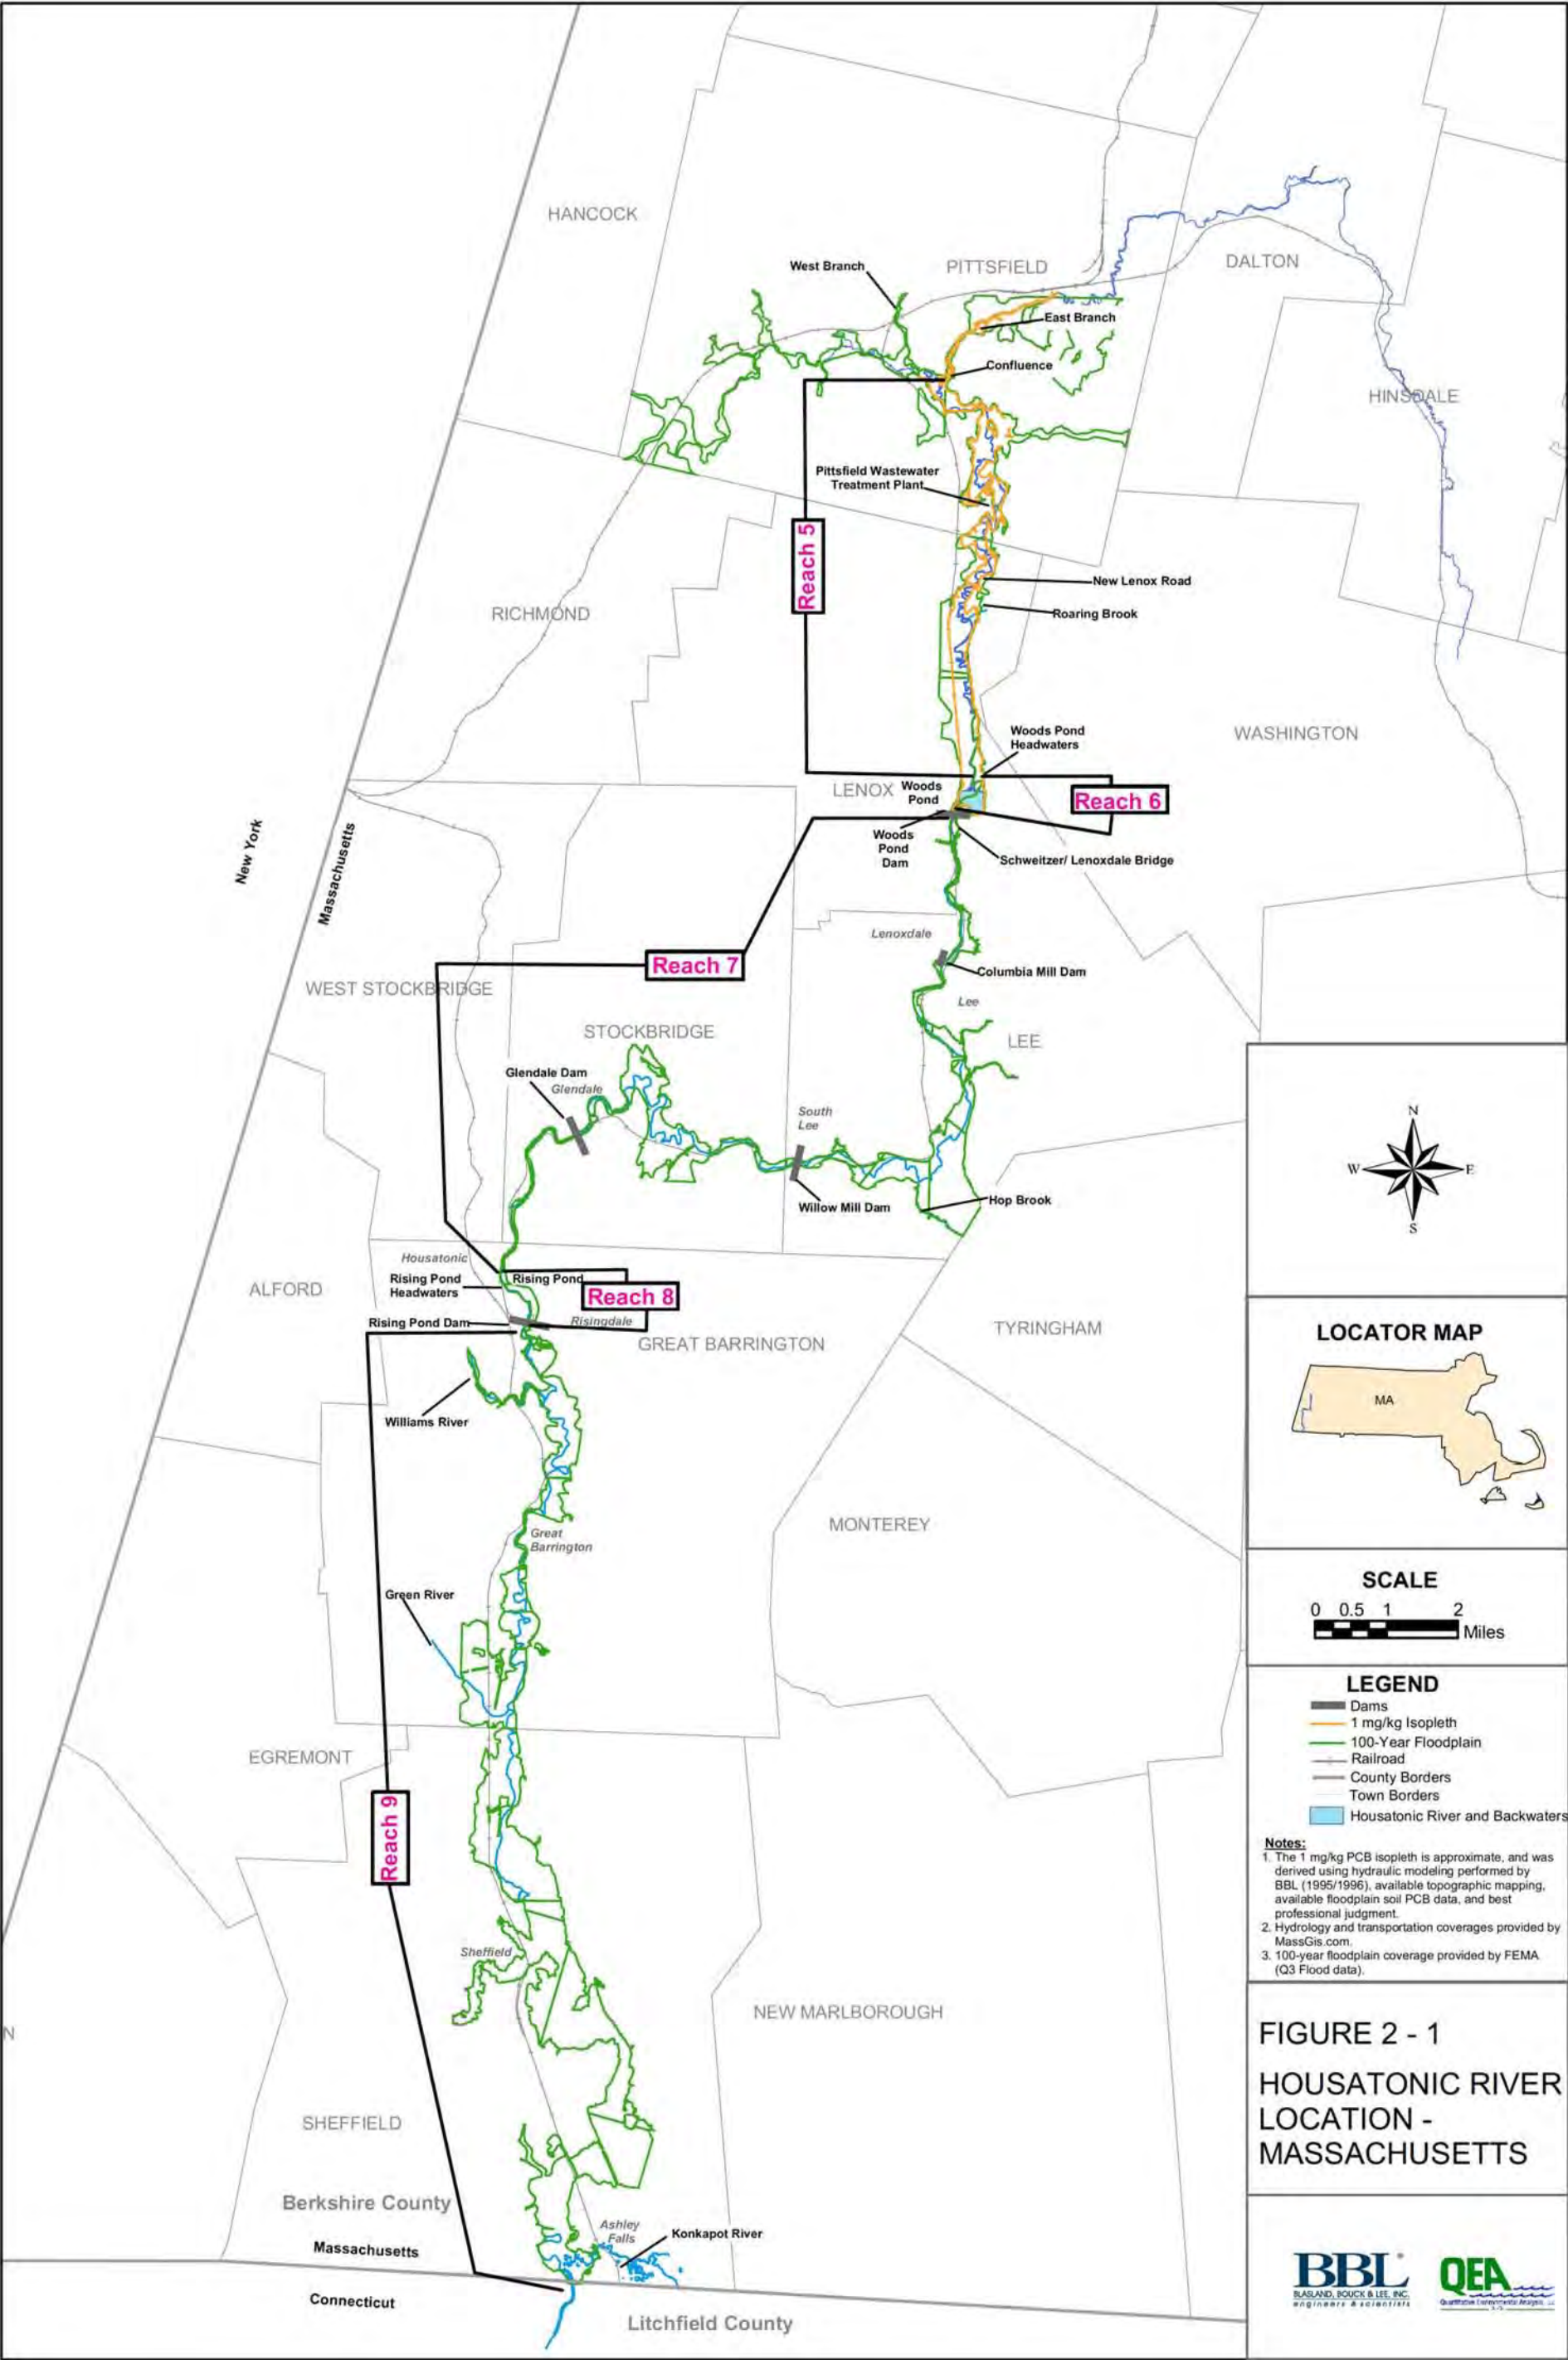 HANCOCK
West Branch
PITTSFIELD
DALTON
East Branch
Confluence
HINSDALE
Pittsfield Wastewater
Treatment Plant
Reach 5
New Lenox Road
RICHMOND
Roaring Brook
Woods Pond
Headwaters
WASHINGTON
LENOX
Woods
Pond
Reach 6
New York
Massachusetts
Woods
Pond
Dam
Schweitzer/ Lenoxdale Bridge
Lenoxdale
Reach 7
Columbia Mill Dam
WEST STOCKBRIDGE
Lee
STOCKBRIDGE
LEE
Glendale Dam
Glendale
South
Lee
Willow Mill Dam
Hop Brook
Housatonic
Rising Pond
Headwaters
Rising Pond
ALFORD
Reach 8
Rising Pond Dam
Risingdale
GREAT BARRINGTON
TYRINGHAM
Williams River
MONTEREY
Great
Barrington
Green River
EGREMONT
Reach 9
Sheffield
NEW MARLBOROUGH
N
SHEFFIELD
Berkshire County
Ashley
Falls
Konkapot River
Massachusetts
Connecticut
Litchfield County
N
W
E
S
LOCATOR MAP
MA
SCALE
0 0.5 1 2
Miles
LEGEND
Dams
1 mg/kg Isopleth
100-Year Floodplain
Railroad
County Borders
Town Borders
Housatonic River and Backwaters
Notes:
1. The 1 mg/kg PCB isopleth is approximate, and was
derived using hydraulic modeling performed by
BBL (1995/1996), available topographic mapping,
available floodplain soil PCB data, and best
professional judgment.
2. Hydrology and transportation coverages provided by
MassGis.com.
3. 100-year floodplain coverage provided by FEMA
(Q3 Flood data).
FIGURE 2 - 1
HOUSATONIC RIVER
LOCATION -
MASSACHUSETTS
BBL
BLASLAND, BOUCK & LEE, INC.
engineers & scientists
QEA
Quantitative Environmental Analysis